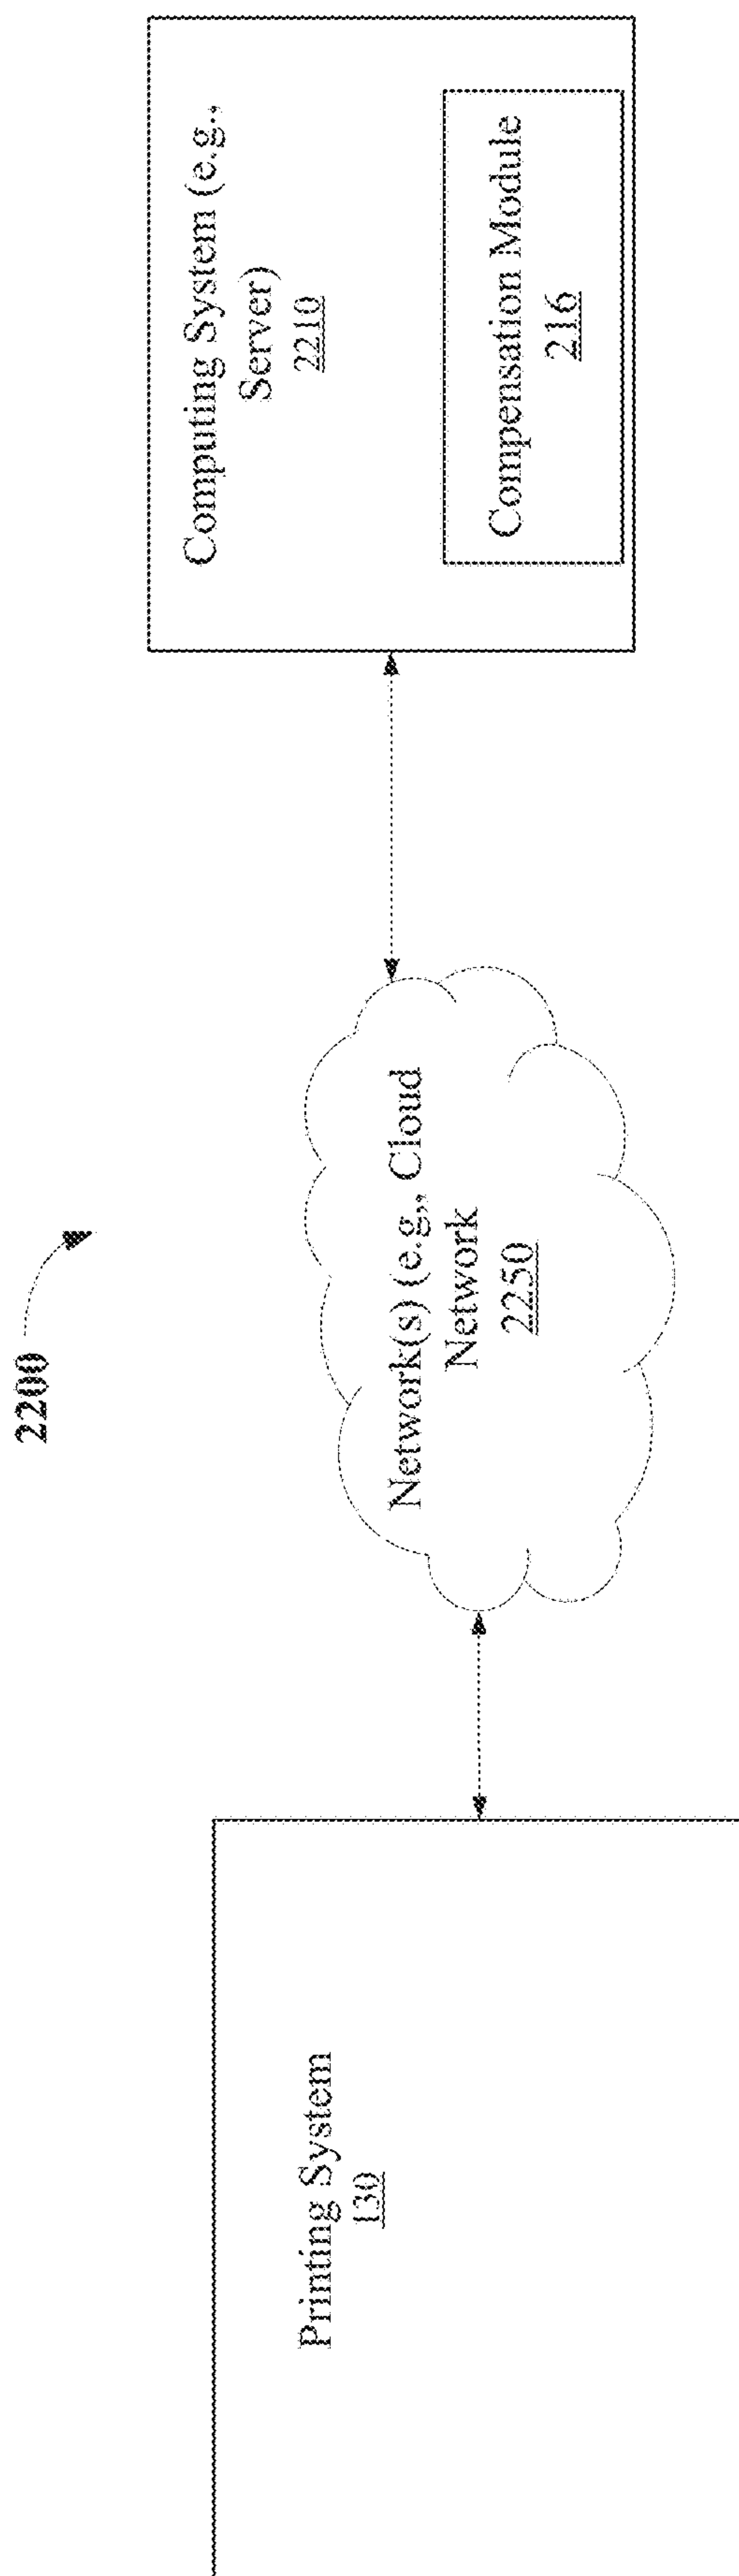 2200
Printing System
130
Network(s) (e.g., Cloud
Network
2250
Computing System (e.g.,
Server)
2210
Compensation Module
216